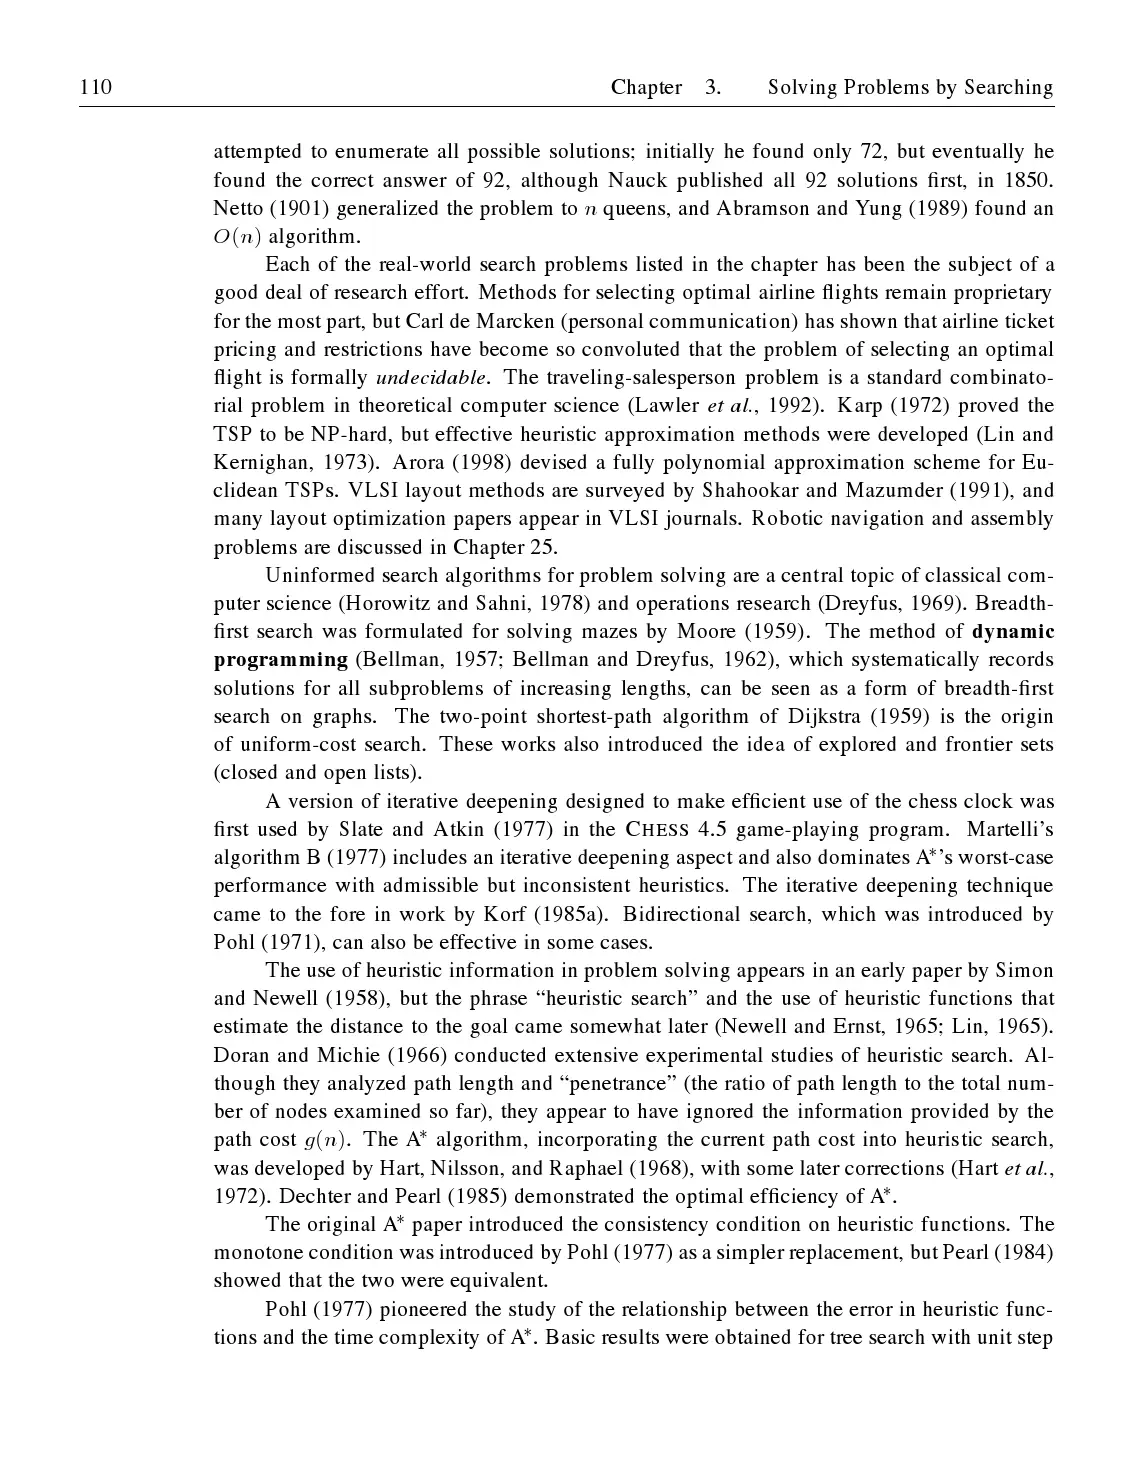 110 Chapter 3. Solving Problems by Searching
attempted to enumerate all possible solutions; initially he found only 72, but eventually he
found the correct answer of 92, although Nauck published all 92 solutions first, in 1850.
Netto (1901) generalized the problem to n queens, and Abramson and Yung (1989) found an
O(n) algorithm.
Each of the real-world search problems listed in the chapter has been the subject of a
good deal of research effort. Methods for selecting optimal airline flights remain proprietary
for the most part, but Carl de Marcken (personal communication) has shown that airline ticket
pricing and restrictions have become so convoluted that the problem of selecting an optimal
flight is formally undecidable. The traveling-salesperson problem is a standard combinato-
rial problem in theoretical computer science (Lawler et al., 1992). Karp (1972) proved the
TSP to be NP-hard, but effective heuristic approximation methods were developed (Lin and
Kernighan, 1973). Arora (1998) devised a fully polynomial approximation scheme for Eu-
clidean TSPs. VLSI layout methods are surveyed by Shahookar and Mazumder (1991), and
many layout optimization papers appear in VLSI journals. Robotic navigation and assembly
problems are discussed in Chapter 25.
Uninformed search algorithms for problem solving are a central topic of classical com-
puter science (Horowitz and Sahni, 1978) and operations research (Dreyfus, 1969). Breadth-
first search was formulated for solving mazes by Moore (1959). The method of dynamic
programming (Bellman, 1957; Bellman and Dreyfus, 1962), which systematically records
solutions for all subproblems of increasing lengths, can be seen as a form of breadth-first
search on graphs. The two-point shortest-path algorithm of Dijkstra (1959) is the origin
of uniform-cost search. These works also introduced the idea of explored and frontier sets
(closed and open lists).
A version of iterative deepening designed to make efficient use of the chess clock was
first used by Slate and Atkin (1977) in the CHESS 4.5 game-playing program. Martelli's
algorithm B (1977) includes an iterative deepening aspect and also dominates A*'s worst-case
performance with admissible but inconsistent heuristics. The iterative deepening technique
came to the fore in work by Korf (1985a). Bidirectional search, which was introduced by
Pohl (1971), can also be effective in some cases.
The use of heuristic information in problem solving appears in an early paper by Simon
and Newell (1958), but the phrase "heuristic search" and the use of heuristic functions that
estimate the distance to the goal came somewhat later (Newell and Ernst, 1965; Lin, 1965).
Doran and Michie (1966) conducted extensive experimental studies of heuristic search. Al-
though they analyzed path length and "penetrance" (the ratio of path length to the total num-
ber of nodes examined so far), they appear to have ignored the information provided by the
path cost g(n). The A* algorithm, incorporating the current path cost into heuristic search,
was developed by Hart, Nilsson, and Raphael (1968), with some later corrections (Hart et al.,
1972). Dechter and Pearl (1985) demonstrated the optimal efficiency of A*.
The original A* paper introduced the consistency condition on heuristic functions. The
monotone condition was introduced by Pohl (1977) as a simpler replacement, but Pearl (1984)
showed that the two were equivalent.
Pohl (1977) pioneered the study of the relationship between the error in heuristic func-
tions and the time complexity of A*. Basic results were obtained for tree search with unit step